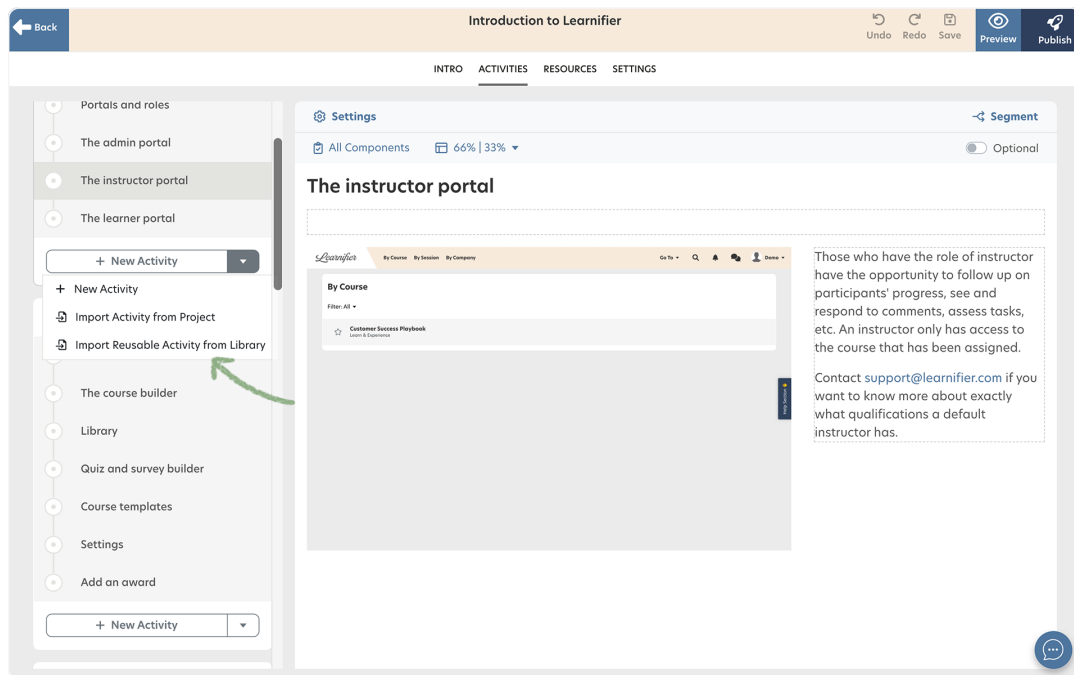 Back
Introduction to Learnifier
Undo
Redo
Save
Preview
Publish
INTRO
ACTIVITIES
RESOURCES
SETTINGS
Portals and roles
The admin portal
The instructor portal
The learner portal
+ New Activity
+ New Activity
Import Activity from Project
Import Reusable Activity from Library
The course builder
Library
Quiz and survey builder
Course templates
Settings
Add an award
+ New Activity
Settings
Segment
All Components
66% | 33%
Optional
The instructor portal
Learnifier
By Course
By Session
By Company
Go To
Demo
By Course
Filter: All
Customer Success Playbook
Learn & Experience
Help Section
Those who have the role of instructor
have the opportunity to follow up on
participants' progress, see and
respond to comments, assess tasks,
etc. An instructor only has access to
the course that has been assigned.
Contact support@learnifier.com if you
want to know more about exactly
what qualifications a default
instructor has.